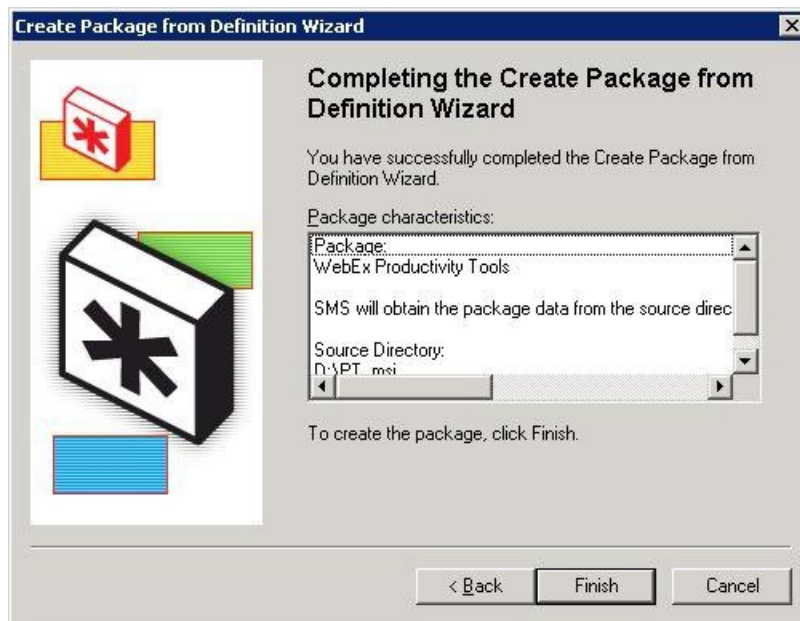 Create Package from Definition Wizard
Completing the Create Package from
Definition Wizard
You have successfully completed the Create Package from
Definition Wizard.
Package characteristics:
Package:
WebEx Productivity Tools
SMS will obtain the package data from the source direc
Source Directory:
D:\PT_msi
To create the package, click Finish.
< Back
Finish
Cancel